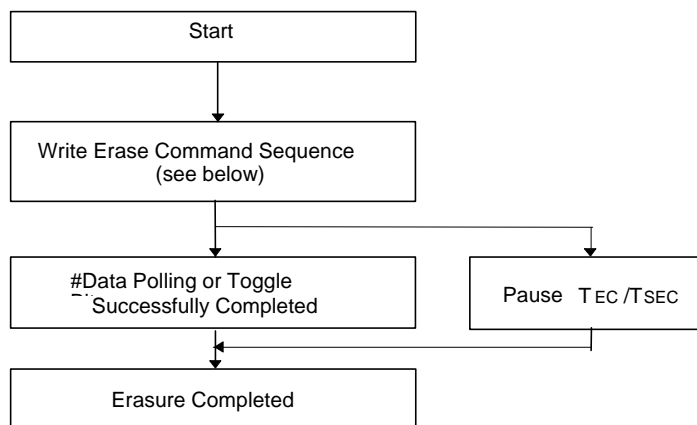 Start
Write Erase Command Sequence
(see below)
#Data Polling or Toggle
Successfully Completed
Pause TEC/TSEC
Erasure Completed